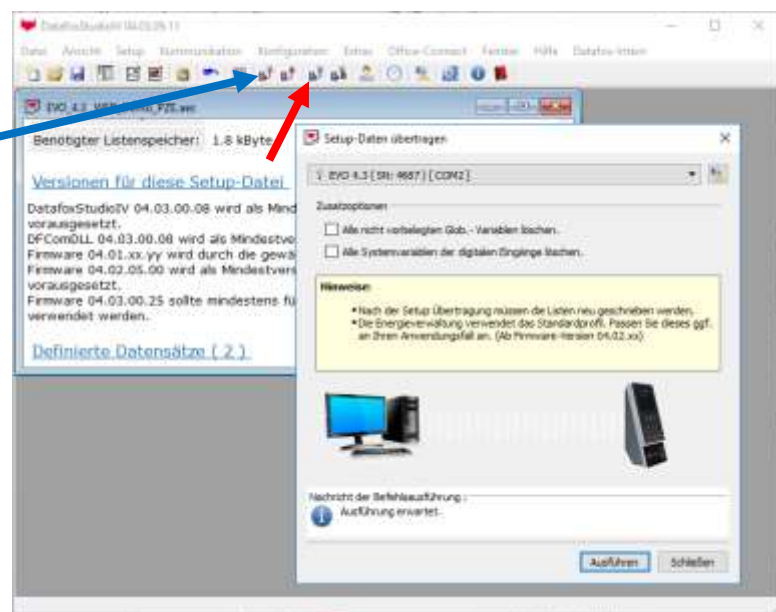 DatafoxStudioIV 04.03.09.11
Datei Ansicht Setup Kommunikation Konfiguration Extras Office-Connect Fenster Hilfe Datafox-Intern
Benötigter Listenspeicher: 1.8 kByte
Versionen für diese Setup-Datei
DatafoxStudioIV 04.03.00.08 wird als Mind
vorausgesetzt.
DFComDLL 04.03.00.08 wird als Mindestve
Firmware 04.01.xx.yy wird durch die gewä
Firmware 04.02.05.00 wird als Mindestvers
vorausgesetzt.
Firmware 04.03.00.25 sollte mindestens fü
verwendet werden.
Definierte Datensätze ( 2 )
Setup-Daten übertragen
EVO 4.3 [SN: 4687] [COM2]
Zusatzoptionen
Alle nicht vorbelegten Glob.- Variablen löschen.
Alle Systemvariablen der digitalen Eingänge löschen.
Hinweise:
•Nach der Setup Übertragung müssen die Listen neu geschrieben werden.
•Die Energieverwaltung verwendet das Standardprofil. Passen Sie dieses ggf.
an Ihren Anwendungsfall an. (Ab Firmware-Version 04.02.xx)
Nachricht der Befehlsausführung :
Ausführung erwartet.
Ausführen Schließen